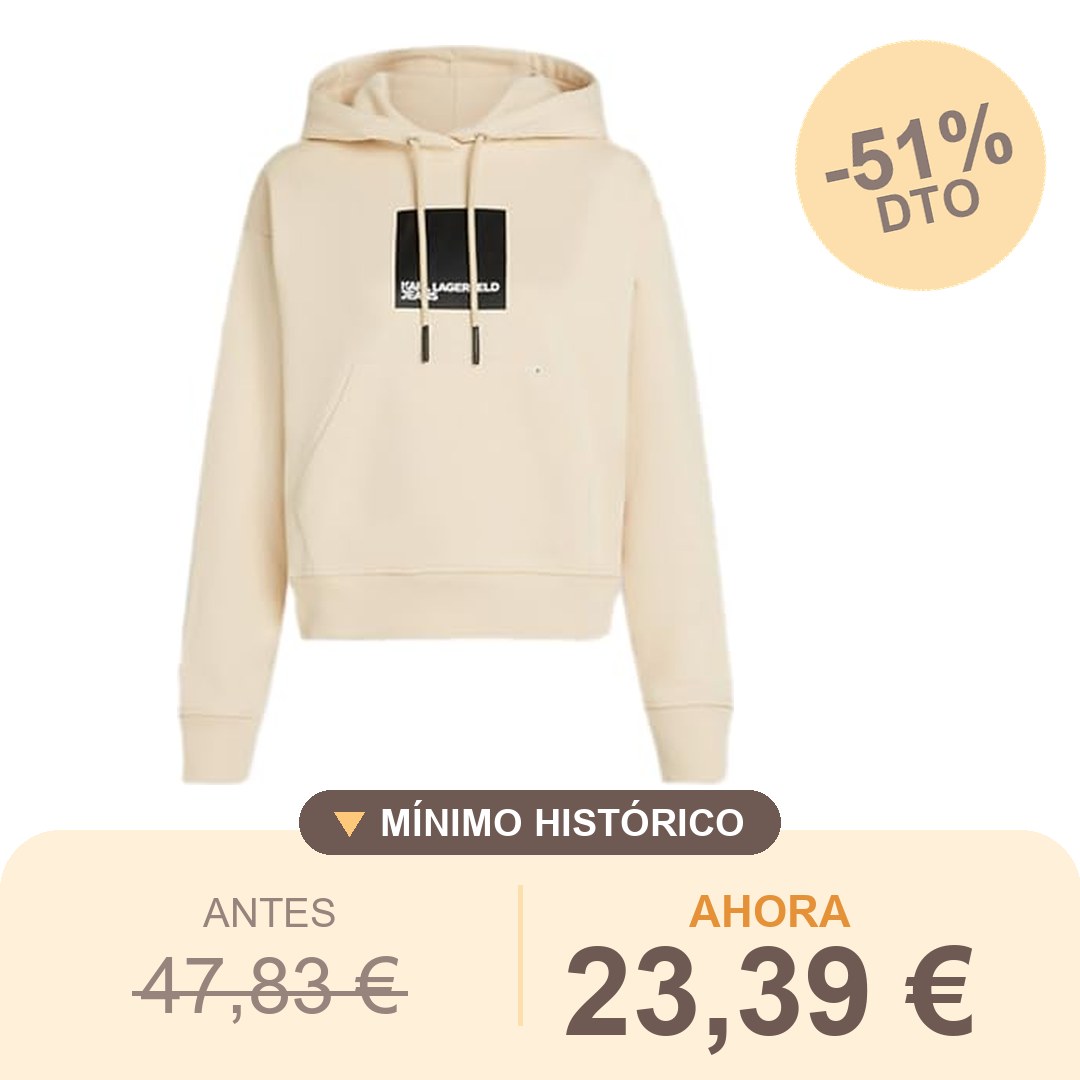 -51%
DTO
KARL LAGERFELD
JEANS
MÍNIMO HISTÓRICO
ANTES
47,83 €
AHORA
23,39 €